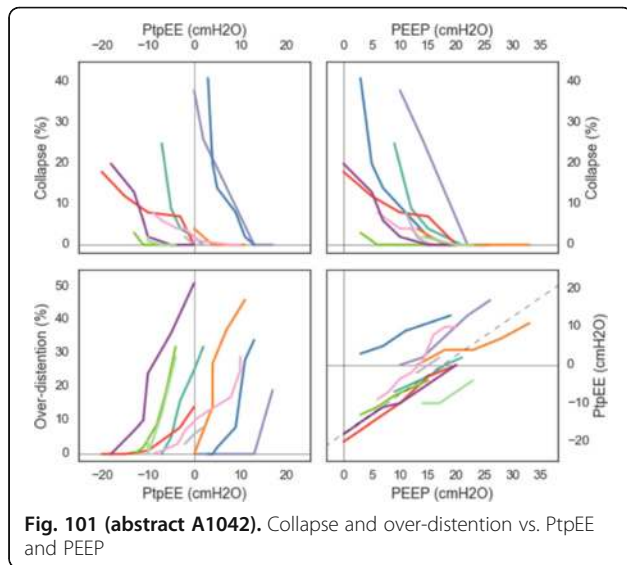 PtpEE (cmH2O)
PEEP (cmH2O)
−20 −10 0 10 20
0 5 10 15 20 25 30 35
Collapse (%)
40
30
20
10
0
Collapse (%)
40
30
20
10
0
Over-distention (%)
50
40
30
20
10
0
PtpEE (cmH2O)
20
10
0
−10
−20
−20 −10 0 10 20
0 5 10 15 20 25 30 35
PtpEE (cmH2O)
PEEP (cmH2O)
Fig. 101 (abstract A1042). Collapse and over-distention vs. PtpEE
and PEEP